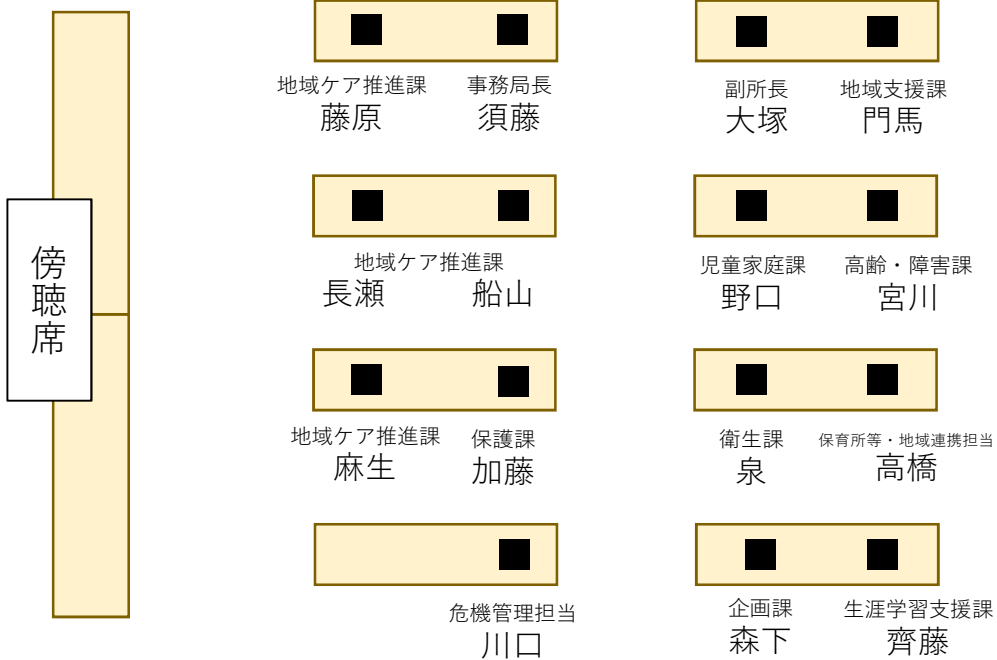 傍聴席
地域ケア推進課 事務局長
藤原 須藤
副所長 地域支援課
大塚 門馬
地域ケア推進課
長瀬 船山
児童家庭課 高齢・障害課
野口 宮川
地域ケア推進課 保護課
麻生 加藤
衛生課 保育所等・地域連携担当
泉 高橋
危機管理担当
川口
企画課 生涯学習支援課
森下 齊藤